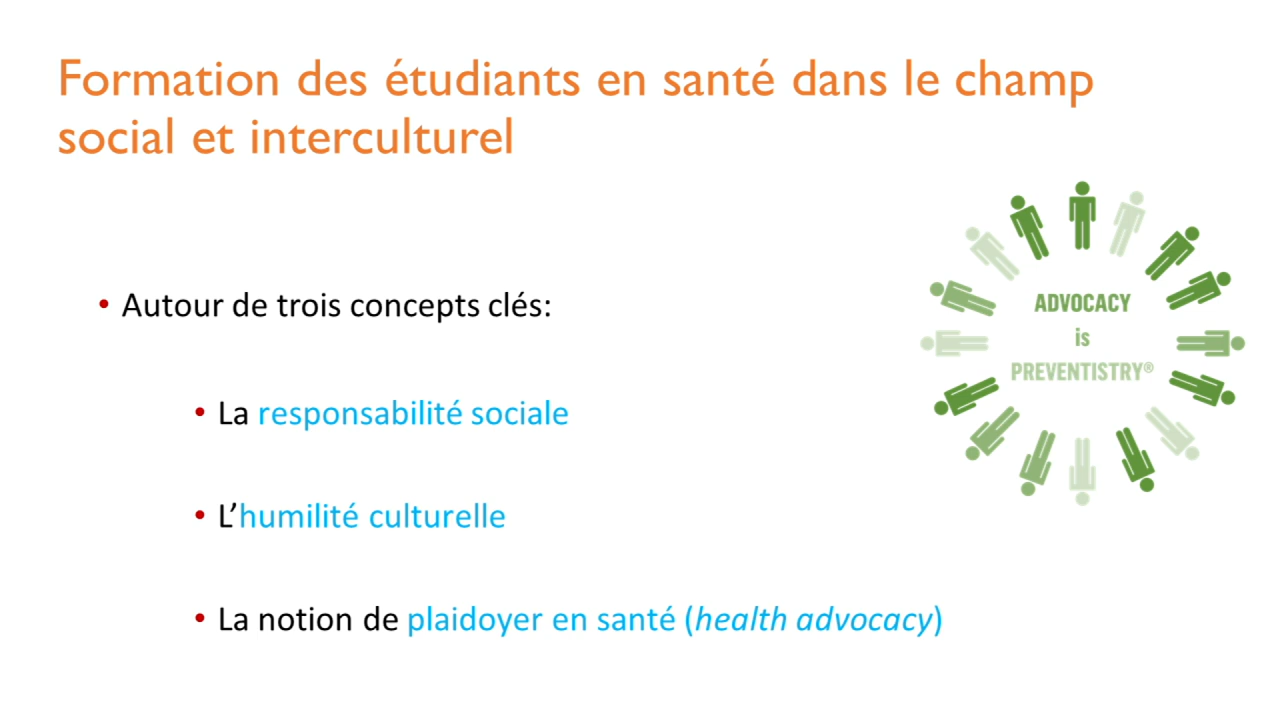 Formation des étudiants en santé dans le champ
social et interculturel
• Autour de trois concepts clés:
• La responsabilité sociale
• L’humilité culturelle
• La notion de plaidoyer en santé (health advocacy)
ADVOCACY
is
PREVENTISTRY®